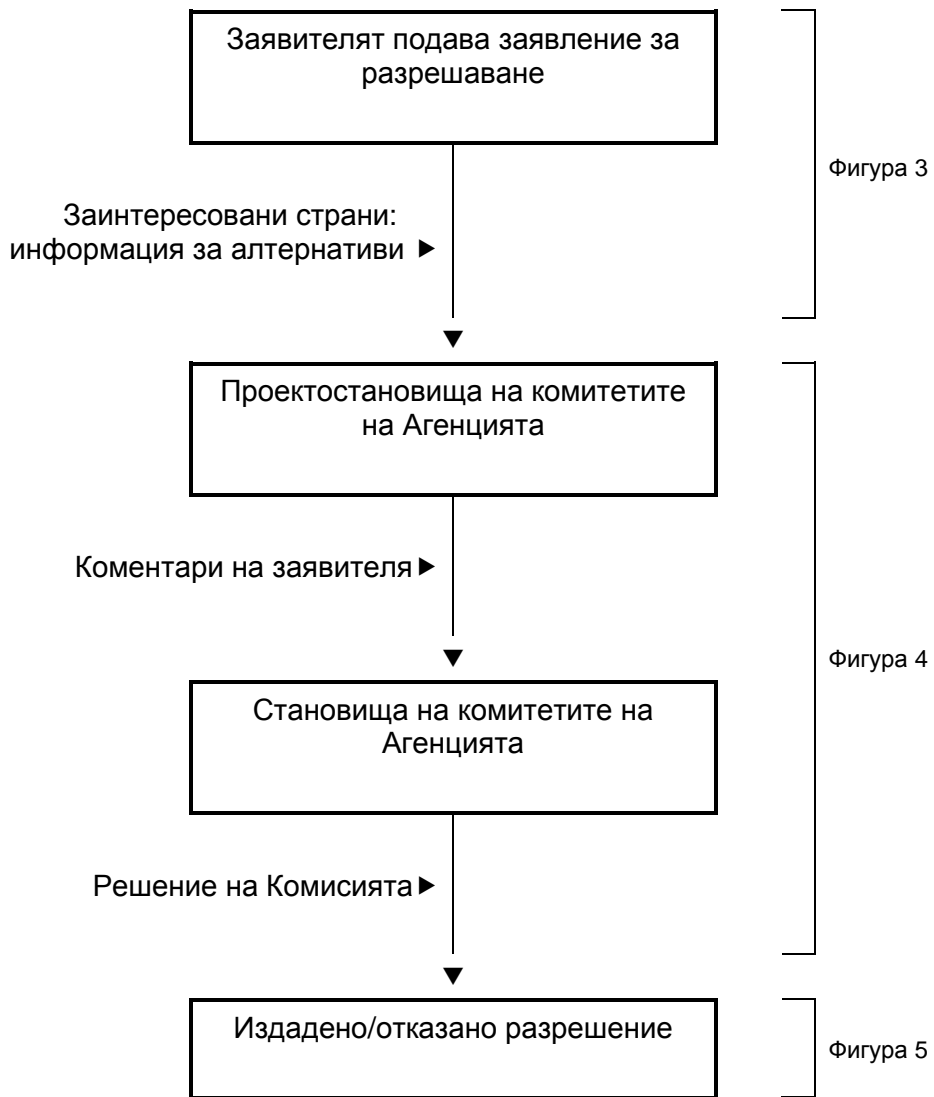 Заявителят подава заявление за
разрешаване
Фигура 3
Заинтересовани страни:
информация за алтернативи
Проектостановища на комитетите
на Агенцията
Коментари на заявителя
Фигура 4
Становища на комитетите на
Агенцията
Решение на Комисията
Издадено/отказано разрешение
Фигура 5